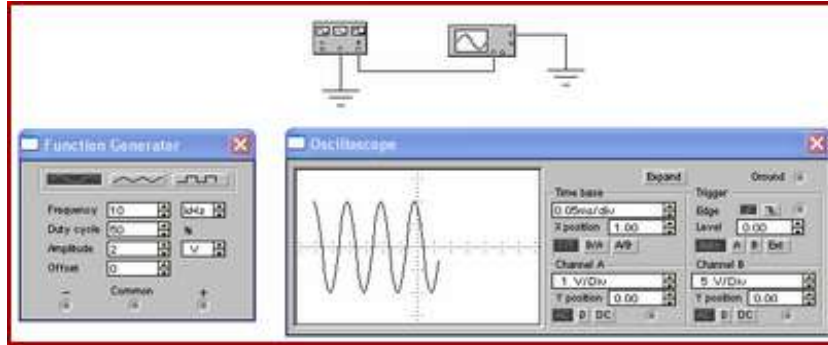 Function Generator
Frequency 10 kHz
Duty cycle 50 %
Amplitude 2 V
Offset 0
− Common +
Oscilloscope
Expand
Ground
Time base
0.05ms/div
X position 1.00
B/A A/B
Trigger
Edge
Level 0.00
A B Ext
Channel A
1 V/Div
Y position 0.00
0 DC
Channel B
5 V/Div
Y position 0.00
0 DC